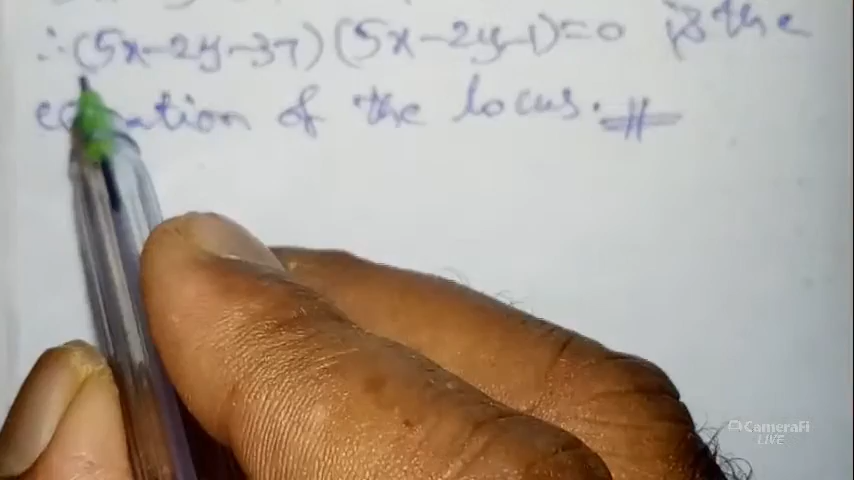 ∴ (5x-2y-37)(5x-2y-1)=0 is the
equation of the locus.
CameraFi
LIVE